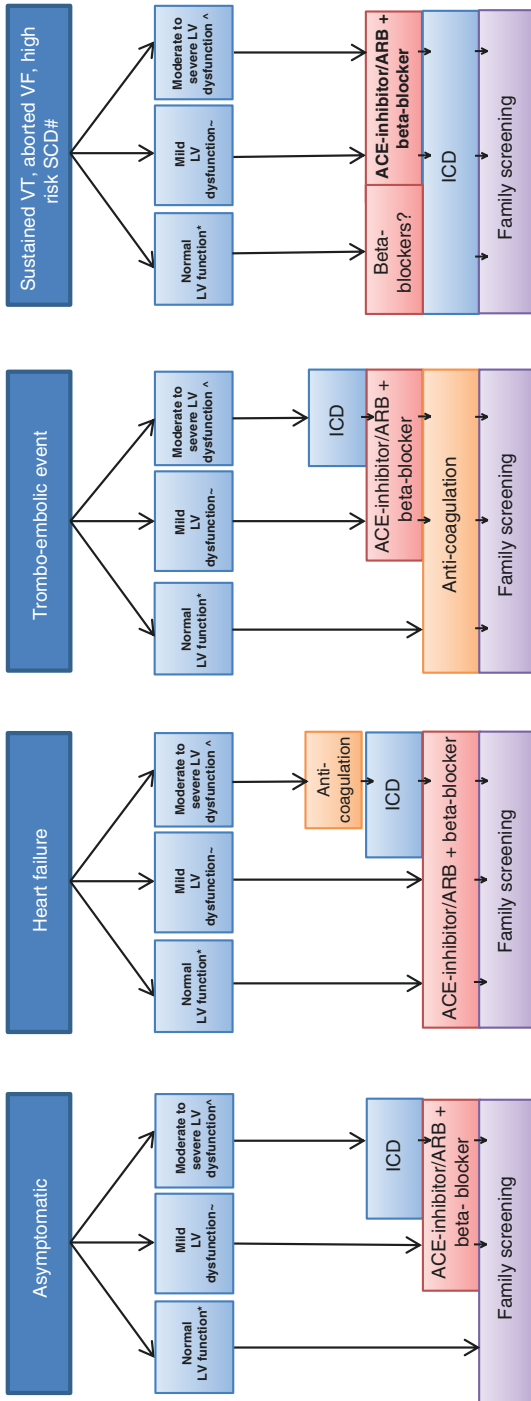 Asymptomatic
Normal
LV function*
Mild
LV
dysfunction~
Moderate to
severe LV
dysfunction^
ICD
ACE-inhibitor/ARB +
beta- blocker
Family screening
Heart failure
Normal
LV function*
Mild
LV
dysfunction~
Moderate to
severe LV
dysfunction ^
Anti-
coagulation
ICD
ACE-inhibitor/ARB + beta-blocker
Family screening
Trombo-embolic event
Normal
LV function*
Mild
LV
dysfunction~
Moderate to
severe LV
dysfunction ^
ICD
ACE-inhibitor/ARB +
beta-blocker
Anti-coagulation
Family screening
Sustained VT, aborted VF, high
risk SCD#
Normal
LV function*
Mild
LV
dysfunction~
Moderate to
severe LV
dysfunction ^
Beta-
blockers?
ACE-inhibitor/ARB +
beta-blocker
ICD
Family screening